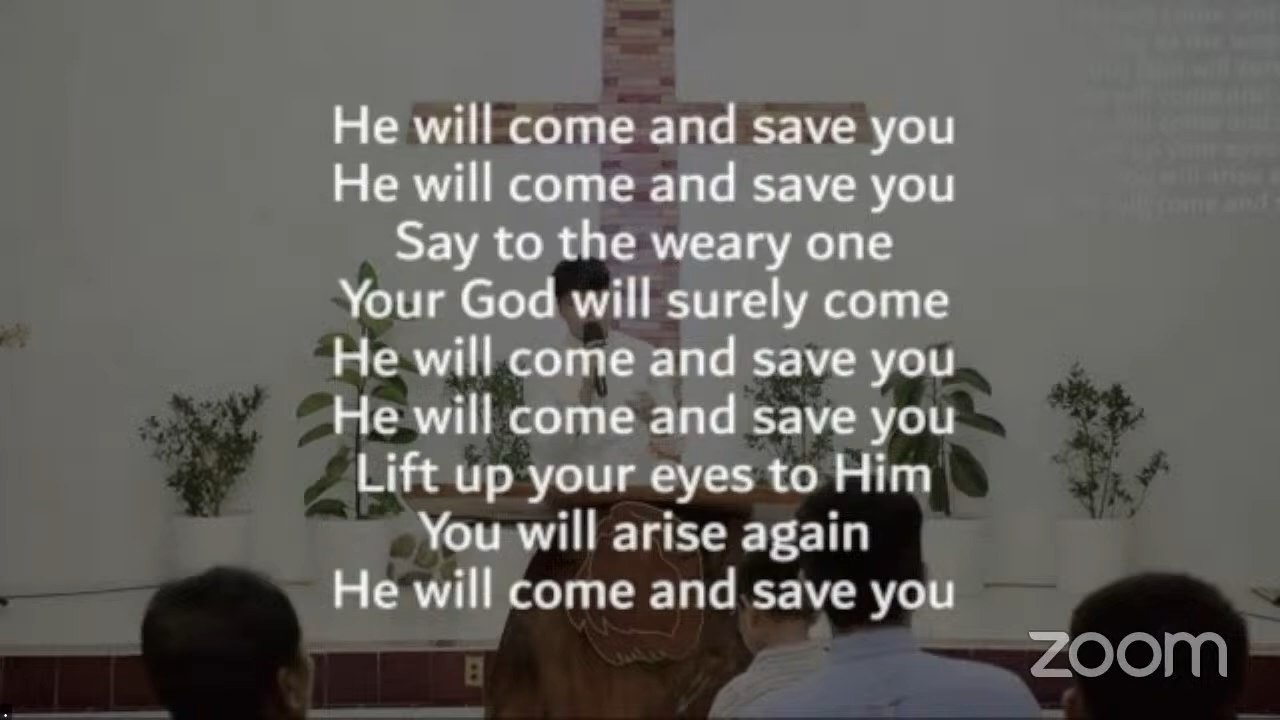 He will come and save you
He will come and save you
Say to the weary one
Your God will surely come
He will come and save you
He will come and save you
Lift up your eyes to Him
You will arise again
He will come and save you
zoom